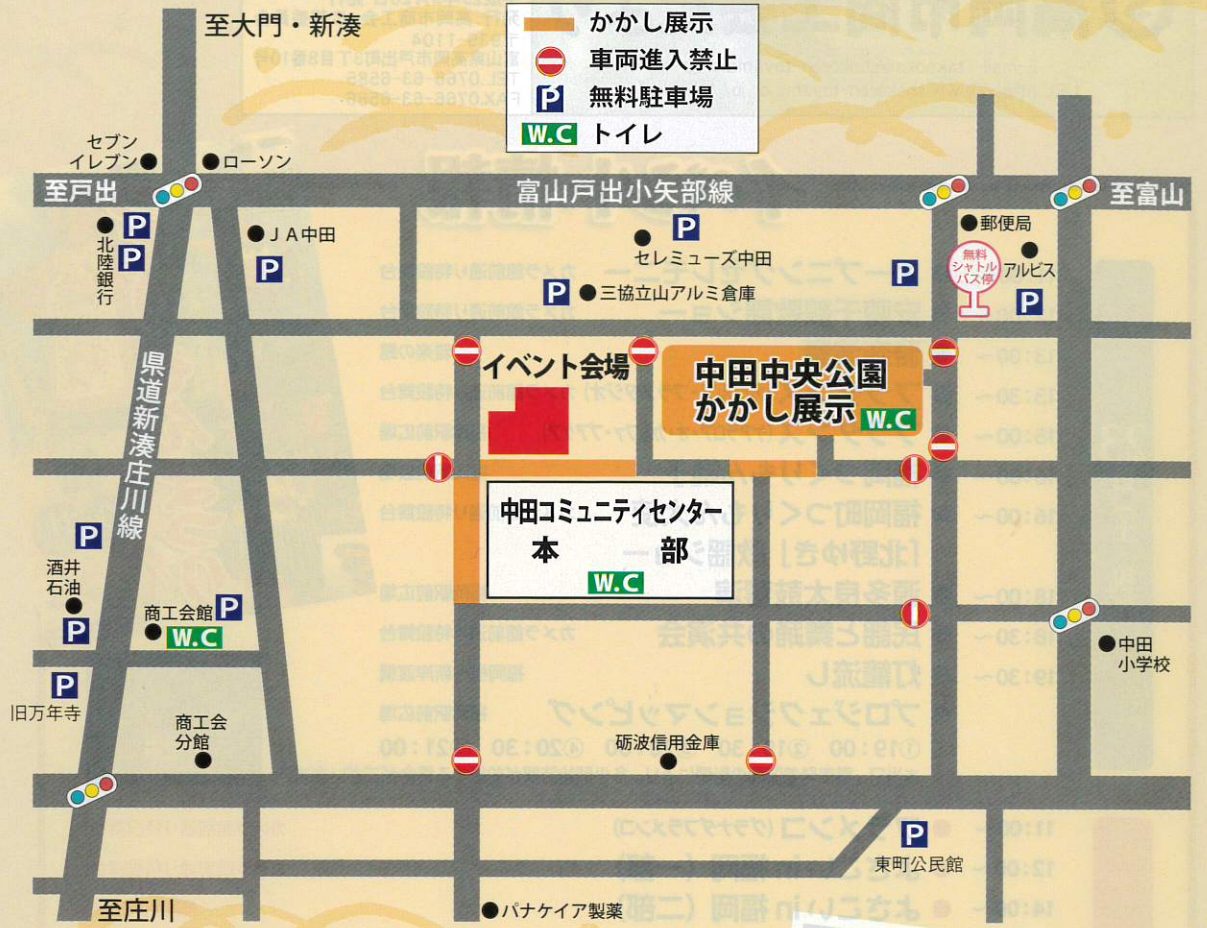 至大門・新湊
かかし展示
車両進入禁止
P 無料駐車場
W.C トイレ
セブン
イレブン
ローソン
至戸出
富山戸出小矢部線
至富山
P
P
北陸銀行
JA中田
P
P
セレミューズ中田
P
三協立山アルミ倉庫
P
郵便局
無料
シャトル
バス停
アルビス
P
県道新湊庄川線
イベント会場
中田中央公園
かかし展示 W.C
中田コミュニティセンター
本 部
W.C
P
酒井
石油
P
商工会館 P
W.C
P
旧万年寺
商工会
分館
中田
小学校
砺波信用金庫
P
東町公民館
至庄川
パナケイア製薬